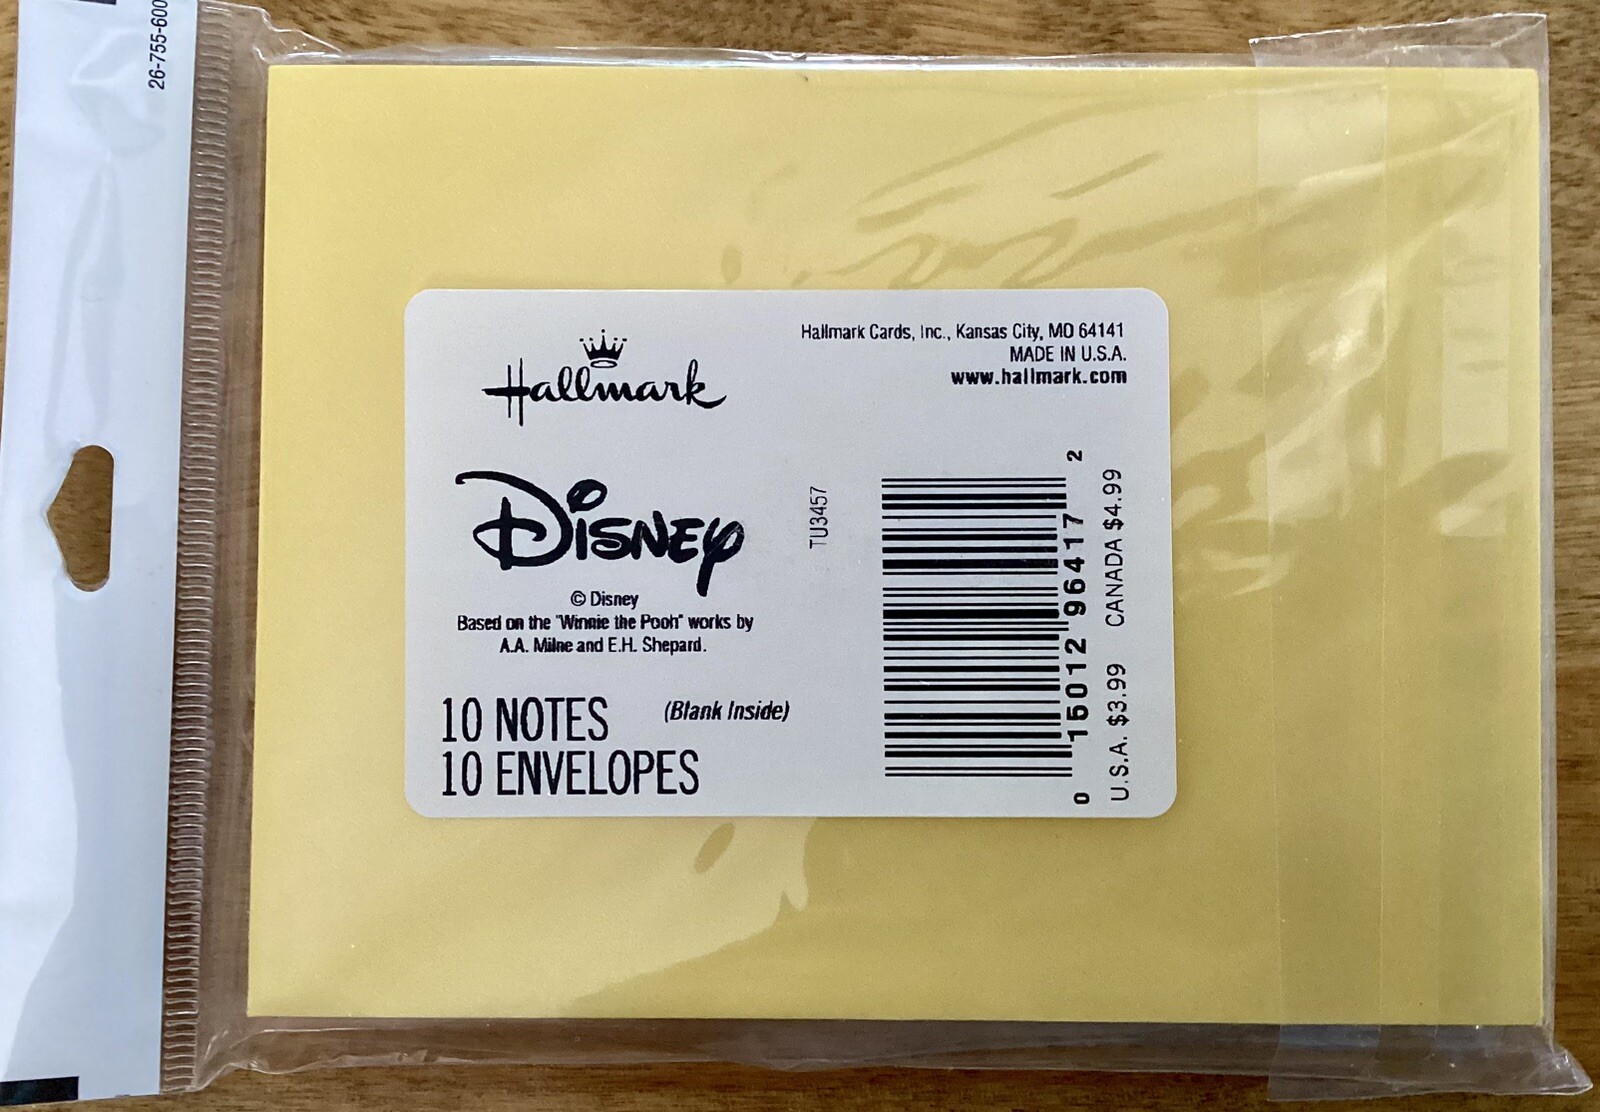 26-755-600
Hallmark
Hallmark Cards, Inc., Kansas City, MO 64141
MADE IN U.S.A.
www.hallmark.com
Disney
© Disney
Based on the "Winnie the Pooh" works by
A.A. Milne and E.H. Shepard.
10 NOTES (Blank Inside)
10 ENVELOPES
TU3457
0 15012 96417 2
U.S.A. $3.99 CANADA $4.99